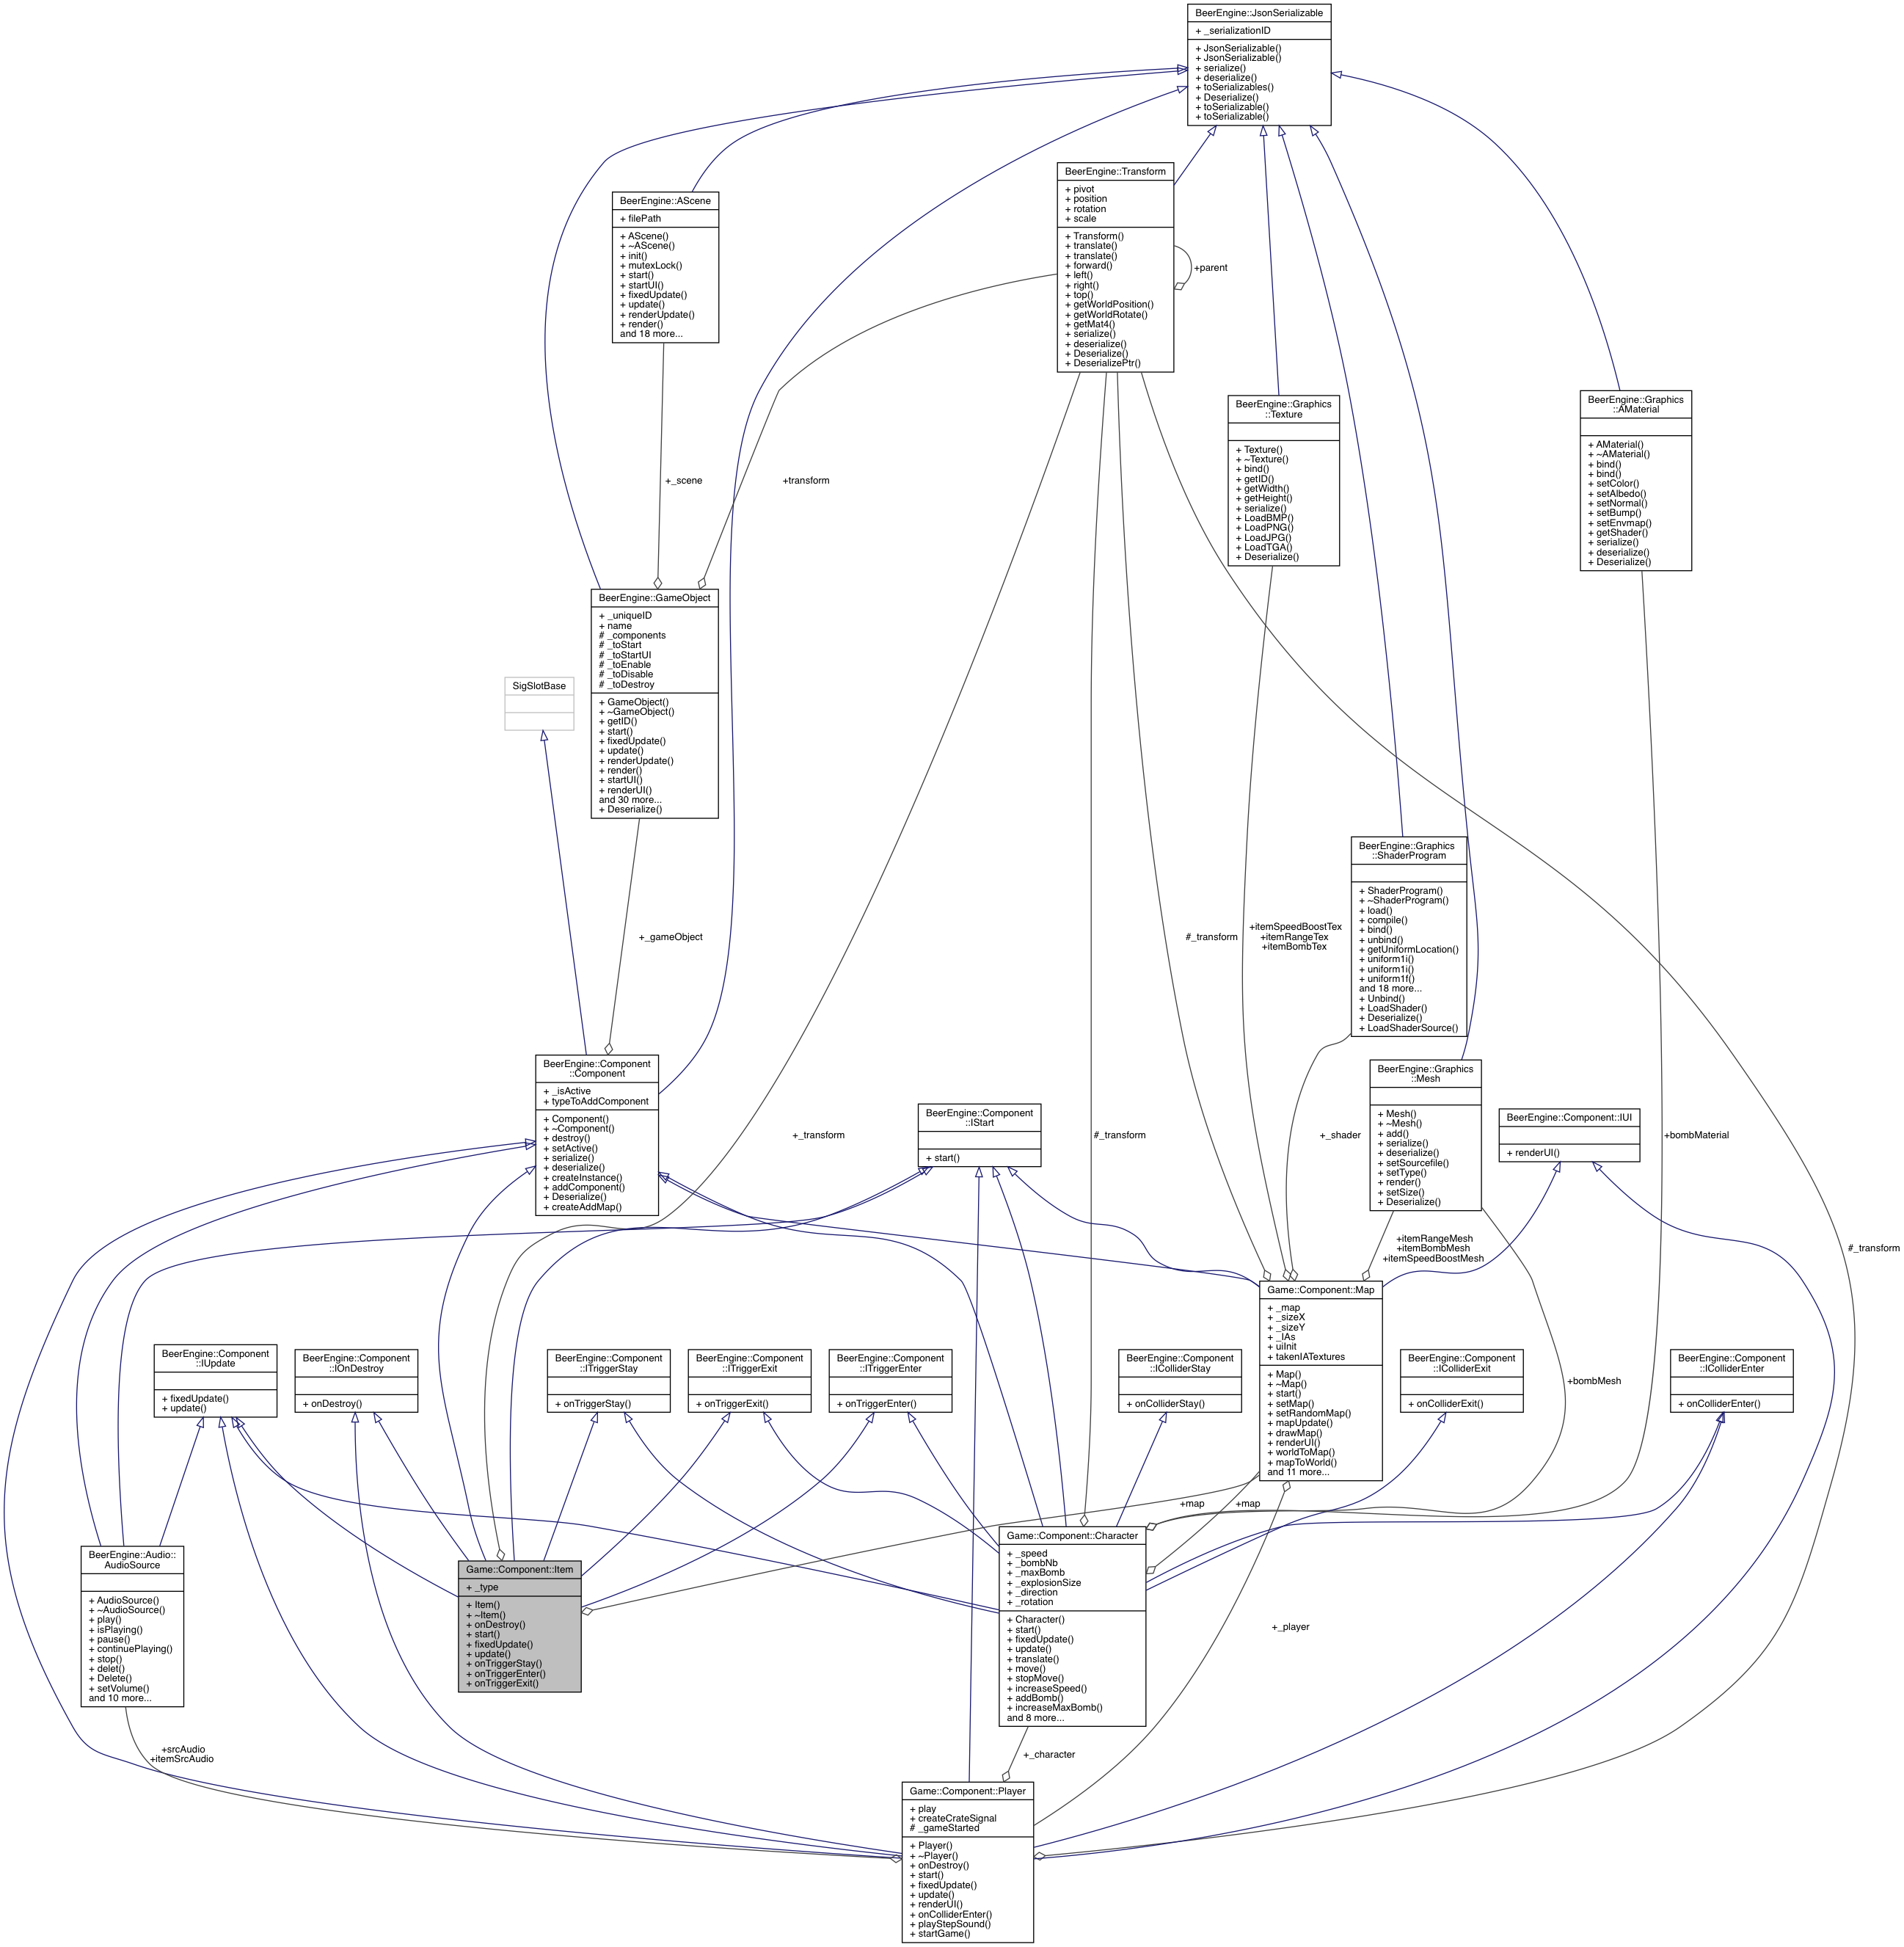 BeerEngine::JsonSerializable
+ _serializationID
+ JsonSerializable()
+ JsonSerializable()
+ serialize()
+ deserialize()
+ toSerializables()
+ Deserialize()
+ toSerializable()
+ toSerializable()
BeerEngine::Transform
+ pivot
+ position
+ rotation
+ scale
+ Transform()
+ translate()
+ translate()
+ forward()
+ left()
+ right()
+ top()
+ getWorldPosition()
+ getWorldRotate()
+ getMat4()
+ serialize()
+ deserialize()
+ Deserialize()
+ DeserializePtr()
+parent
BeerEngine::AScene
+ filePath
+ AScene()
+ ~AScene()
+ init()
+ mutexLock()
+ start()
+ startUI()
+ fixedUpdate()
+ update()
+ renderUpdate()
+ render()
and 18 more...
BeerEngine::Graphics
::Texture
+ Texture()
+ ~Texture()
+ bind()
+ getID()
+ getWidth()
+ getHeight()
+ serialize()
+ LoadBMP()
+ LoadPNG()
+ LoadJPG()
+ LoadTGA()
+ Deserialize()
BeerEngine::Graphics
::AMaterial
+ AMaterial()
+ ~AMaterial()
+ bind()
+ bind()
+ setColor()
+ setAlbedo()
+ setNormal()
+ setBump()
+ setEnvmap()
+ getShader()
+ serialize()
+ deserialize()
+ Deserialize()
+_scene
+transform
BeerEngine::GameObject
+ _uniqueID
+ name
# _components
# _toStart
# _toStartUI
# _toEnable
# _toDisable
# _toDestroy
+ GameObject()
+ ~GameObject()
+ getID()
+ start()
+ fixedUpdate()
+ update()
+ renderUpdate()
+ render()
+ startUI()
+ renderUI()
and 30 more...
+ Deserialize()
SigSlotBase
BeerEngine::Graphics
::ShaderProgram
+ ShaderProgram()
+ ~ShaderProgram()
+ load()
+ compile()
+ bind()
+ unbind()
+ getUniformLocation()
+ uniform1i()
+ uniform1i()
+ uniform1f()
and 18 more...
+ Unbind()
+ LoadShader()
+ Deserialize()
+ LoadShaderSource()
+_gameObject
#_transform
+itemSpeedBoostTex
+itemRangeTex
+itemBombTex
BeerEngine::Component
::Component
+ _isActive
+ typeToAddComponent
+ Component()
+ ~Component()
+ destroy()
+ setActive()
+ serialize()
+ deserialize()
+ createInstance()
+ addComponent()
+ Deserialize()
+ createAddMap()
BeerEngine::Graphics
::Mesh
+ Mesh()
+ ~Mesh()
+ add()
+ serialize()
+ deserialize()
+ setSourcefile()
+ setType()
+ render()
+ setSize()
+ Deserialize()
BeerEngine::Component
::IStart
+ start()
BeerEngine::Component::IUI
+ renderUI()
+_transform
#_transform
+_shader
+bombMaterial
+itemRangeMesh
+itemBombMesh
+itemSpeedBoostMesh
#_transform
Game::Component::Map
+ _map
+ _sizeX
+ _sizeY
+ _IAs
+ uiInit
+ takenIATextures
+ Map()
+ ~Map()
+ start()
+ setMap()
+ setRandomMap()
+ mapUpdate()
+ drawMap()
+ renderUI()
+ worldToMap()
+ mapToWorld()
and 11 more...
BeerEngine::Component
::IUpdate
+ fixedUpdate()
+ update()
BeerEngine::Component
::IOnDestroy
+ onDestroy()
BeerEngine::Component
::ITriggerStay
+ onTriggerStay()
BeerEngine::Component
::ITriggerExit
+ onTriggerExit()
BeerEngine::Component
::ITriggerEnter
+ onTriggerEnter()
BeerEngine::Component
::IColliderStay
+ onColliderStay()
BeerEngine::Component
::IColliderExit
+ onColliderExit()
BeerEngine::Component
::IColliderEnter
+ onColliderEnter()
+bombMesh
+map
+map
BeerEngine::Audio::
AudioSource
+ AudioSource()
+ ~AudioSource()
+ play()
+ isPlaying()
+ pause()
+ continuePlaying()
+ stop()
+ delet()
+ Delete()
+ setVolume()
and 10 more...
Game::Component::Item
+ _type
+ Item()
+ ~Item()
+ onDestroy()
+ start()
+ fixedUpdate()
+ update()
+ onTriggerStay()
+ onTriggerEnter()
+ onTriggerExit()
Game::Component::Character
+ _speed
+ _bombNb
+ _maxBomb
+ _explosionSize
+ _direction
+ _rotation
+ Character()
+ start()
+ fixedUpdate()
+ update()
+ translate()
+ move()
+ stopMove()
+ increaseSpeed()
+ addBomb()
+ increaseMaxBomb()
and 8 more...
+_player
+srcAudio
+itemSrcAudio
+_character
Game::Component::Player
+ play
+ createCrateSignal
# _gameStarted
+ Player()
+ ~Player()
+ onDestroy()
+ start()
+ fixedUpdate()
+ update()
+ renderUI()
+ onColliderEnter()
+ playStepSound()
+ startGame()